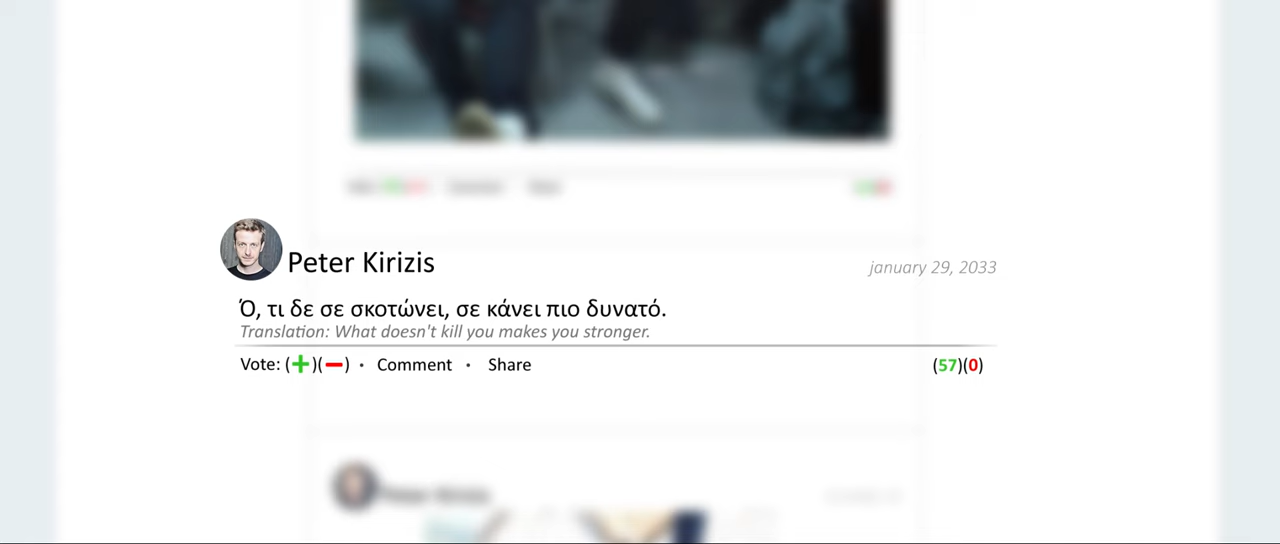 Peter Kirizis
january 29, 2033
Ό, τι δε σε σκοτώνει, σε κάνει πιο δυνατό.
Translation: What doesn't kill you makes you stronger.
Vote: (+)(−) · Comment · Share
(57)(0)